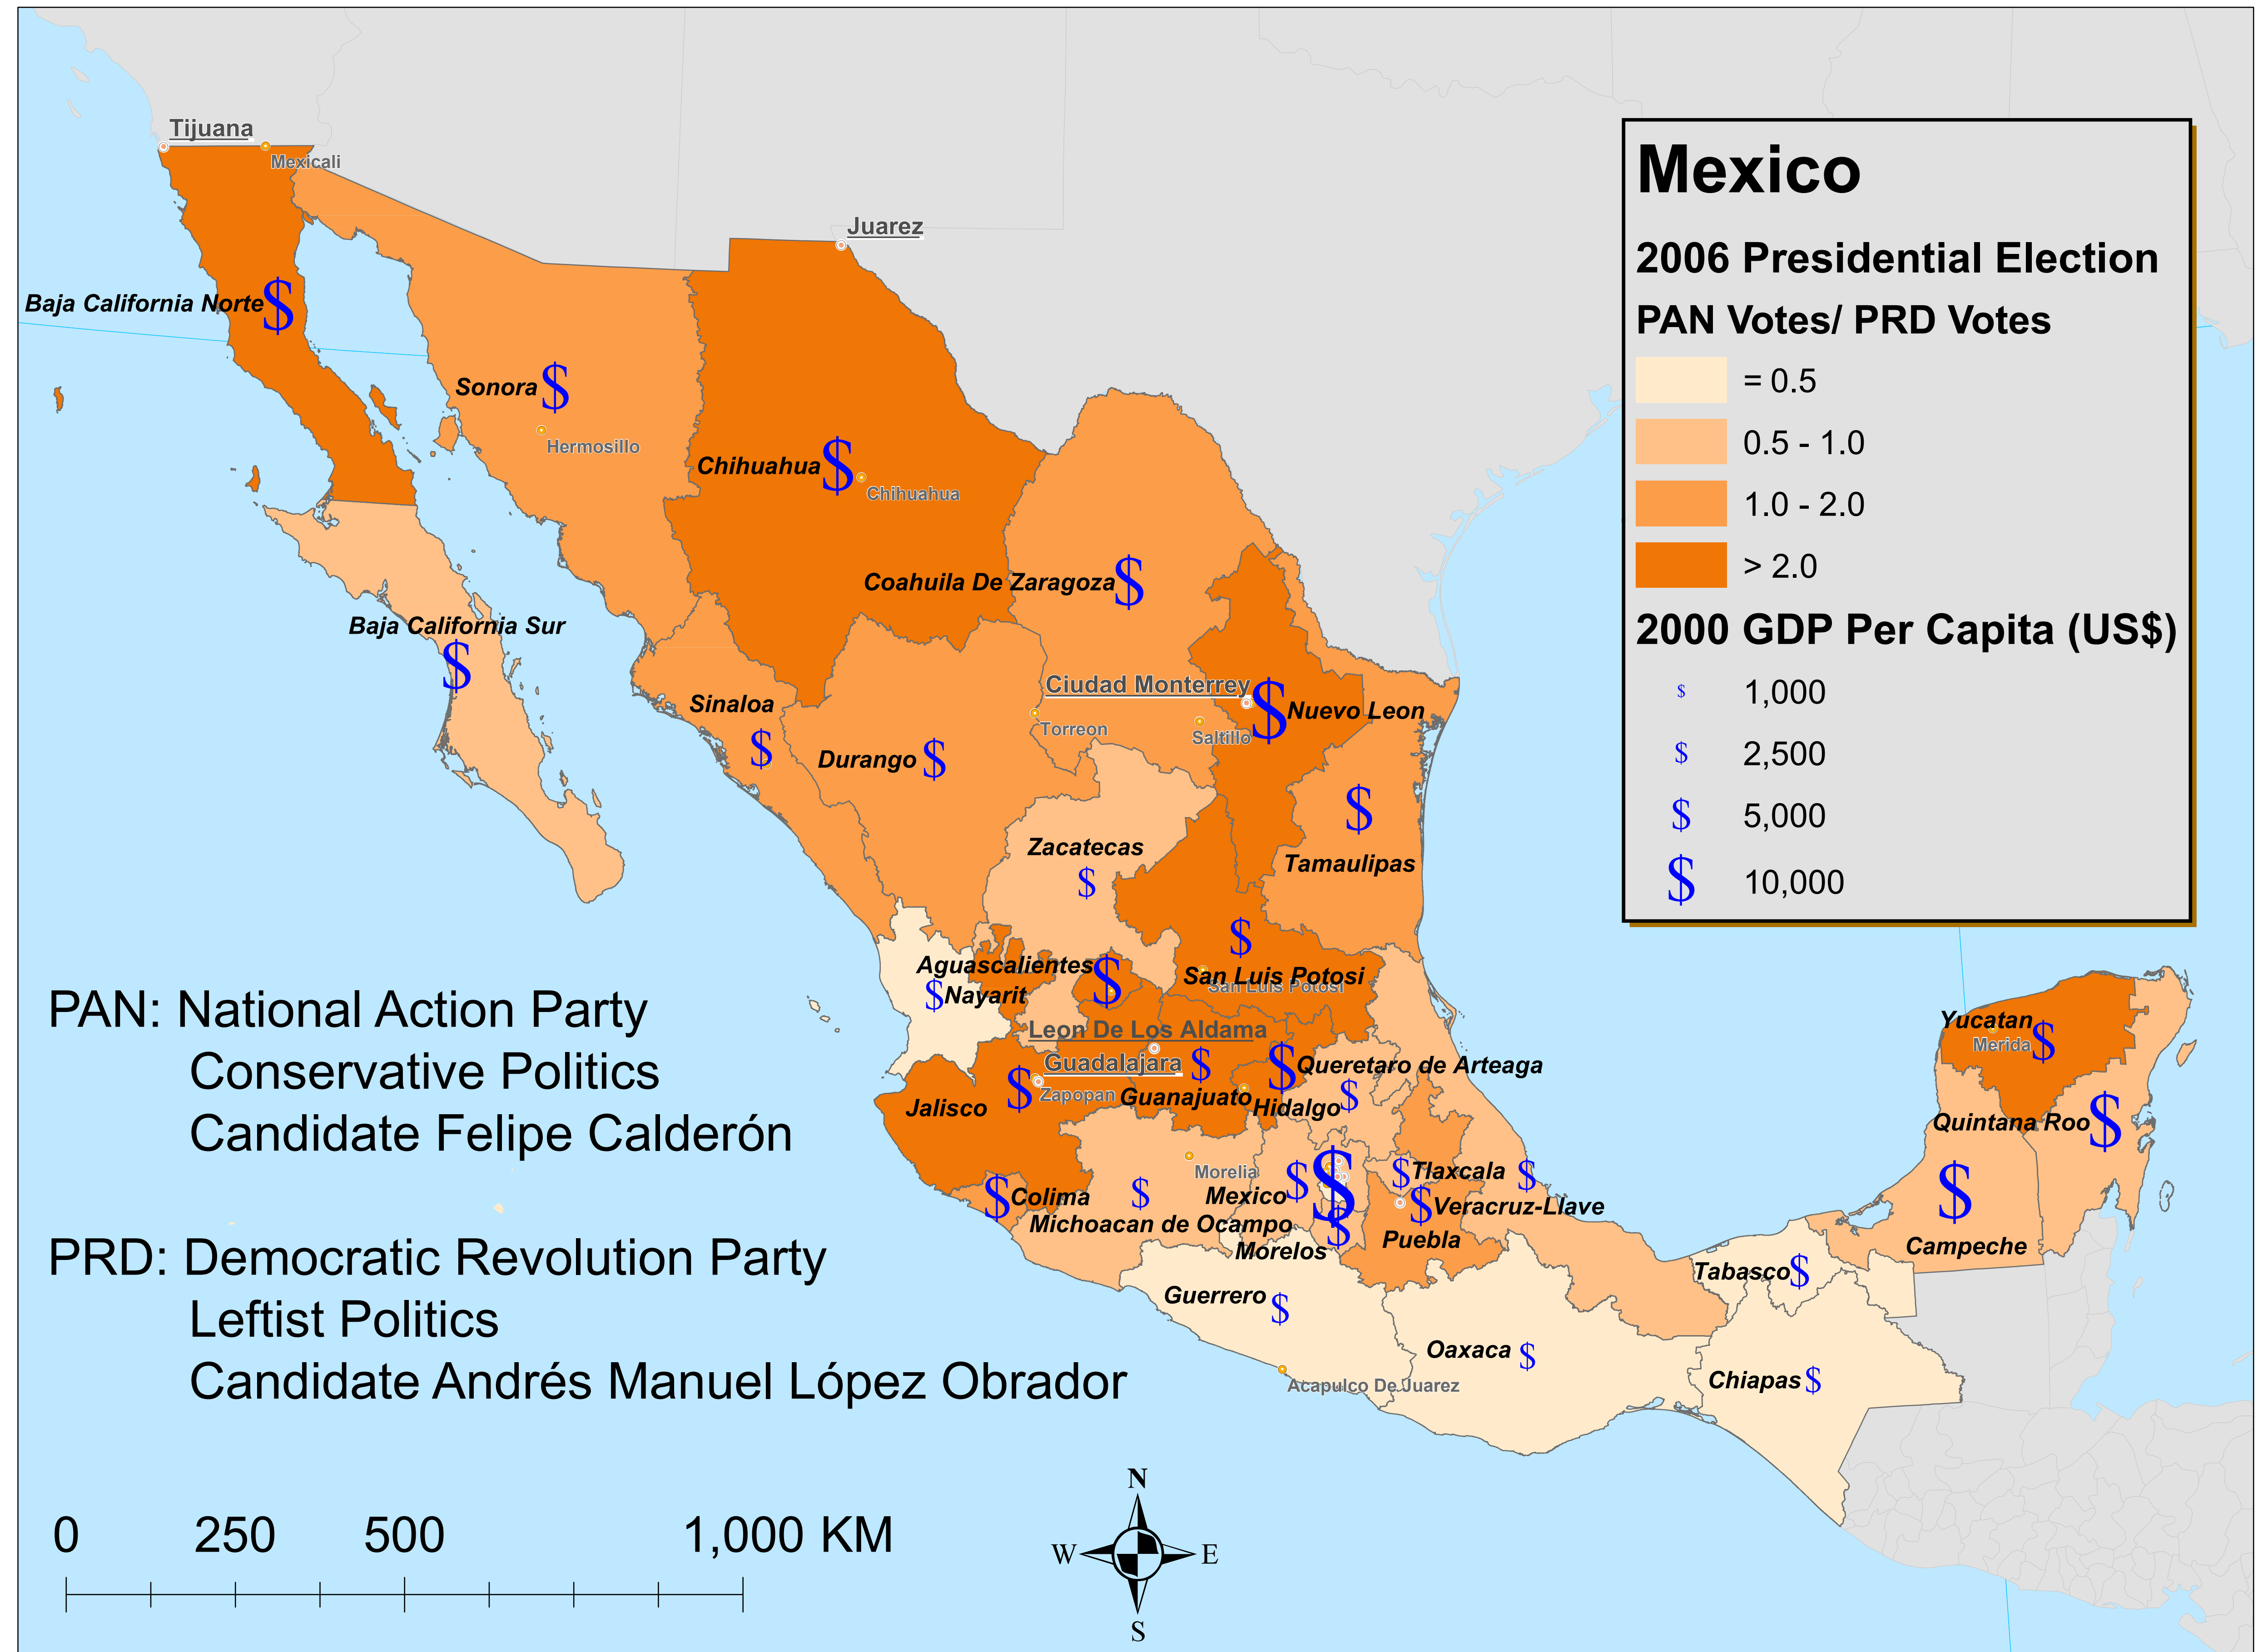 Mexico
2006 Presidential Election
PAN Votes/ PRD Votes
= 0.5
0.5 - 1.0
1.0 - 2.0
> 2.0
2000 GDP Per Capita (US$)
$ 1,000
$ 2,500
$ 5,000
$ 10,000
Tijuana
Mexicali
Juarez
Baja California Norte $
Sonora $
Hermosillo
Chihuahua $
Chihuahua
Coahuila De Zaragoza $
Baja California Sur
$
Ciudad Monterrey
$ Nuevo Leon
Sinaloa
$
Torreon
Saltillo
Durango $
$
Tamaulipas
Zacatecas
$
$
San Luis Potosi
San Luis Potosi
Aguascalientes $
$ Nayarit
Leon De Los Aldama
Guadalajara
$ Queretaro de Arteaga
Jalisco $
Zapopan
Guanajuato $
Hidalgo $
Yucatan $
Merida
Quintana Roo $
Morelia
Mexico $
$
$ Tlaxcala
$
$ Colima
$
Michoacan de Ocampo
$ Veracruz-Llave
Morelos $
Puebla
$
Campeche
Tabasco $
Guerrero $
Oaxaca $
Chiapas $
Acapulco De Juarez
PAN: National Action Party
Conservative Politics
Candidate Felipe Calderón
PRD: Democratic Revolution Party
Leftist Politics
Candidate Andrés Manuel López Obrador
0 250 500 1,000 KM
N
W E
S